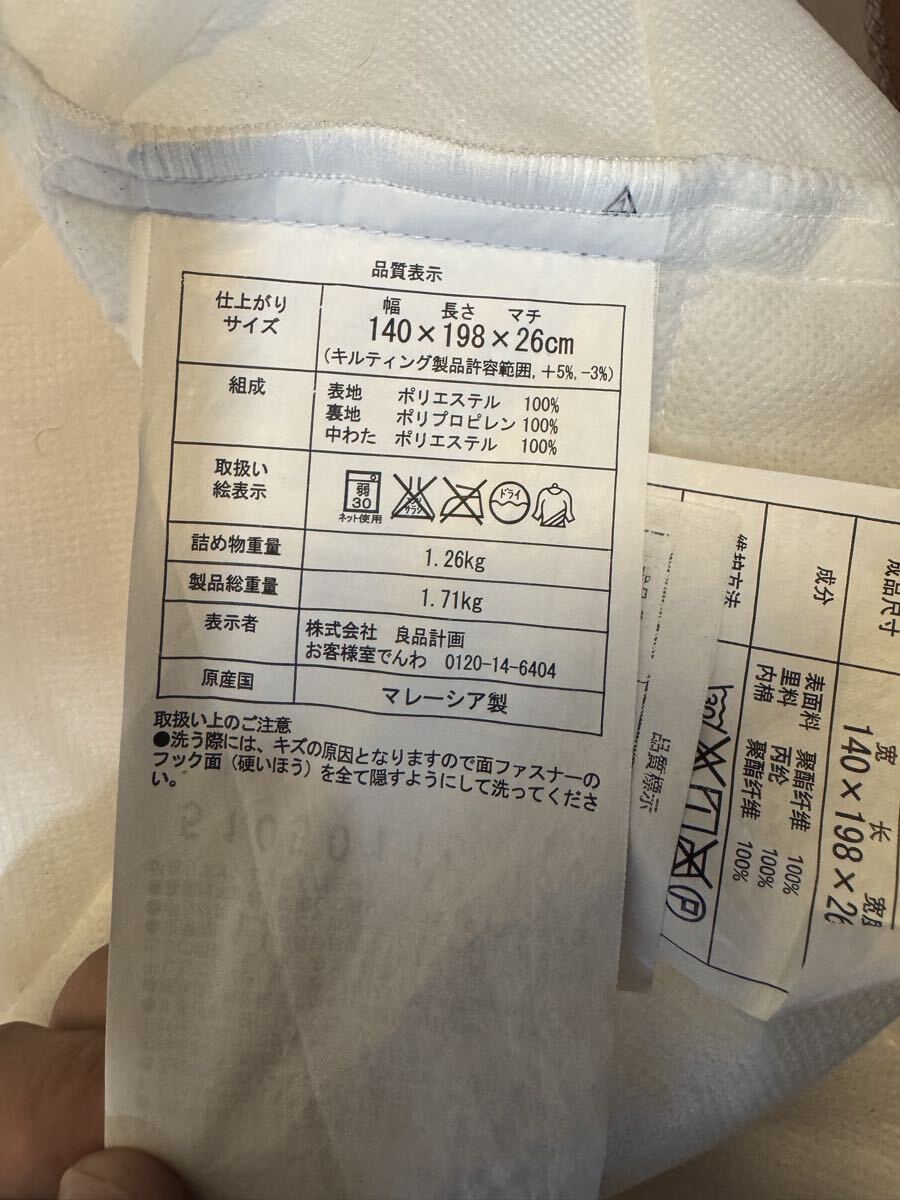 品質表示
仕上がり
サイズ
幅 長さ マチ
140×198×26cm
(キルティング製品許容範囲,+5%,-3%)
組成
表地 ポリエステル 100%
裏地 ポリプロピレン 100%
中わた ポリエステル 100%
取扱い
絵表示
弱
30
ネット使用
ドライ
詰め物重量
1.26kg
製品総重量
1.71kg
表示者
株式会社 良品計画
お客様室でんわ 0120-14-6404
原産国
マレーシア製
取扱い上のご注意
●洗う際には、キズの原因となりますので面ファスナーの
フック面(硬いほう)を全て隠すようにして洗ってくださ
い。
成品尺寸
宽 长
140×198×26
成分
表面料 聚酯纤维 100%
里料 丙纶 100%
内棉 聚酯纤维 100%
维护方法
30
P
品質標示